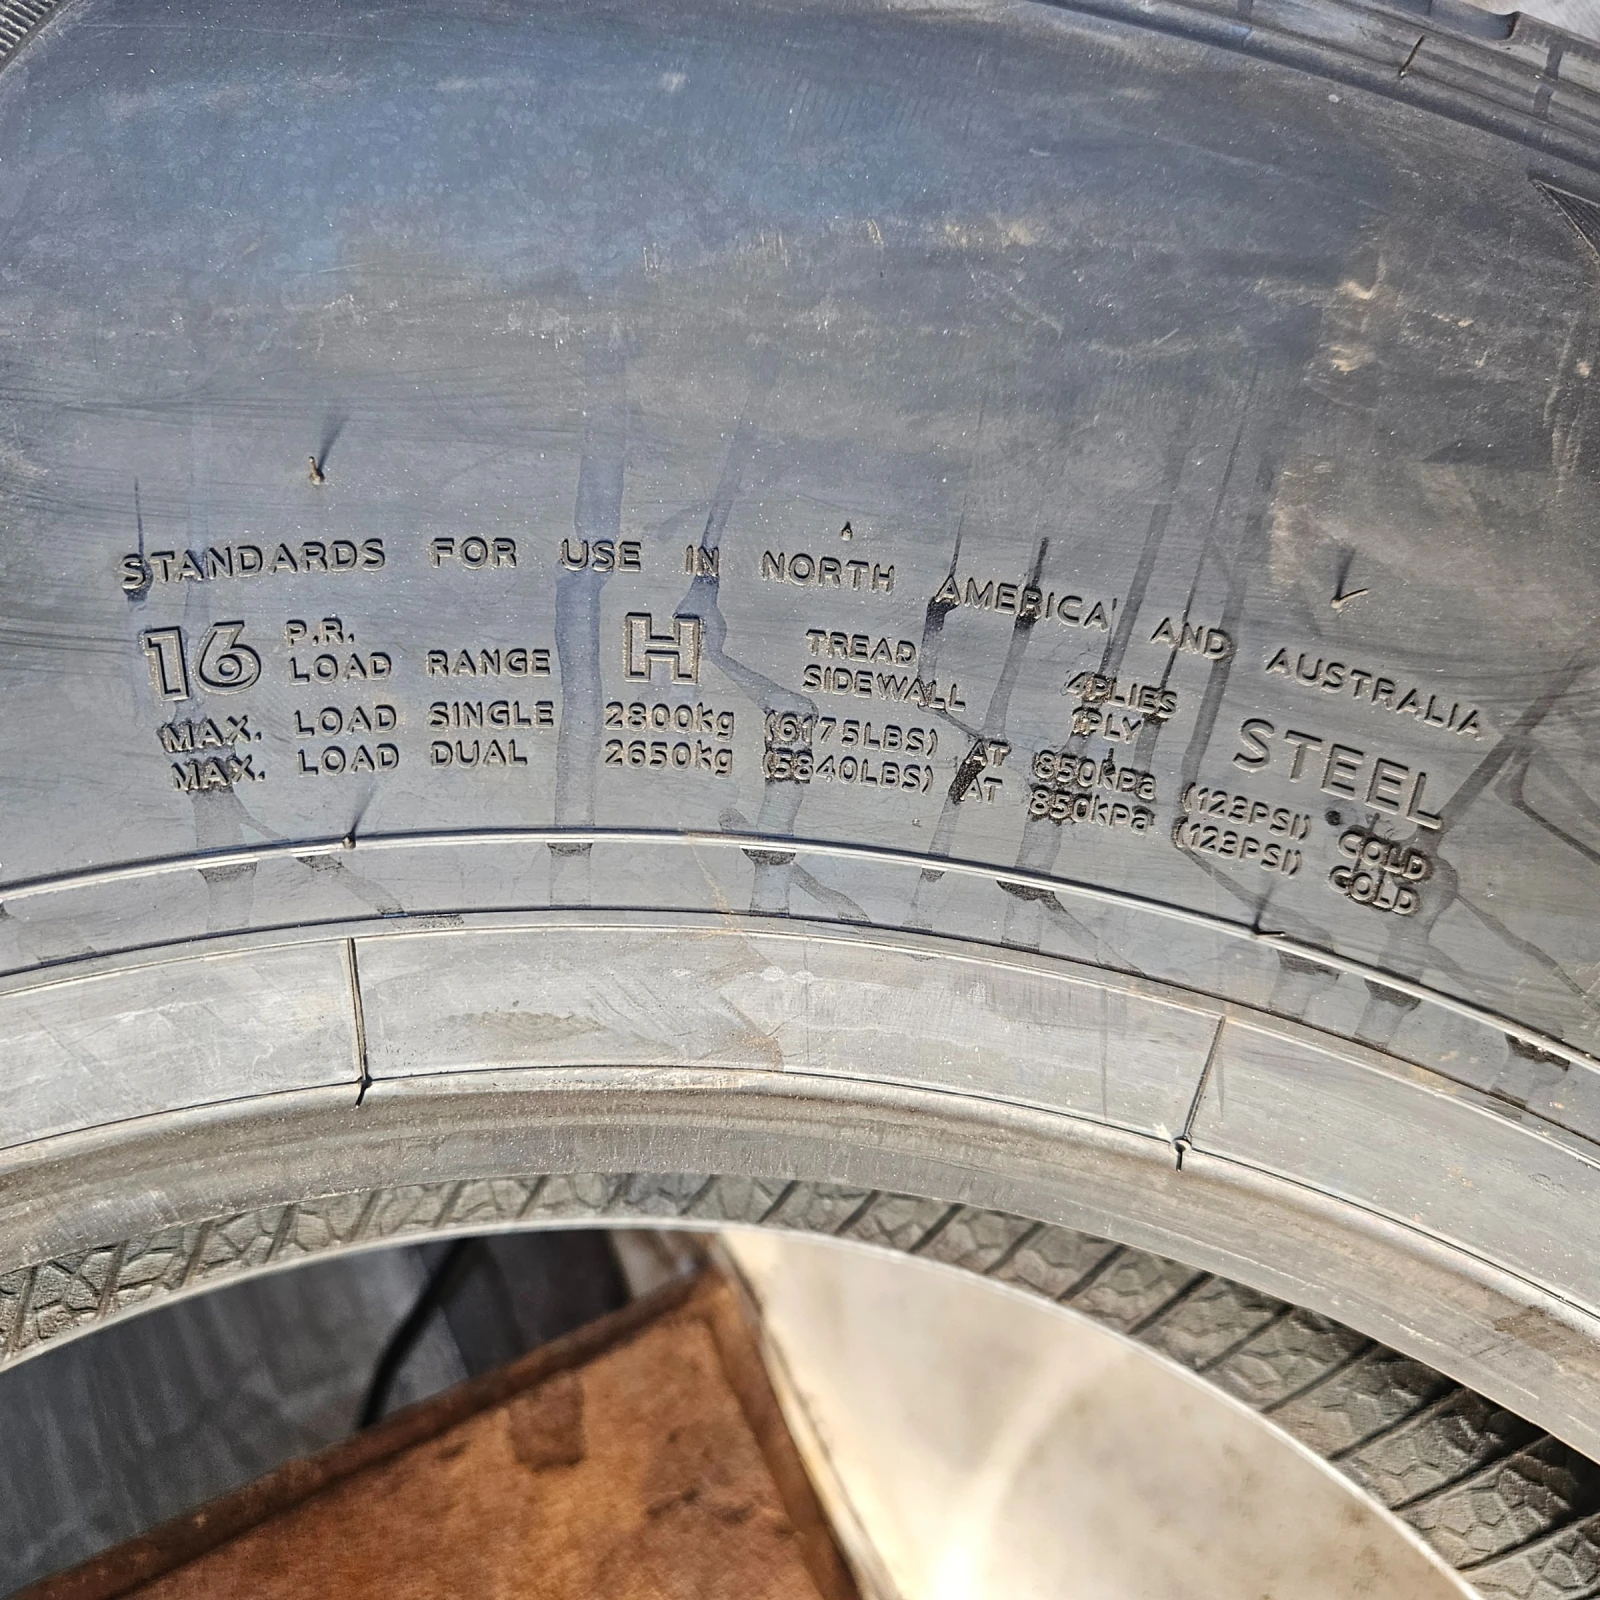 STANDARDS FOR USE IN NORTH AMERICA AND AUSTRALIA
16 P.R. LOAD RANGE H
TREAD 4PLIES
SIDEWALL 1PLY STEEL
MAX. LOAD SINGLE 2800kg (6175LBS) AT 850kPa (123PSI) COLD
MAX. LOAD DUAL 2650kg (5840LBS) AT 850kPa (123PSI) COLD